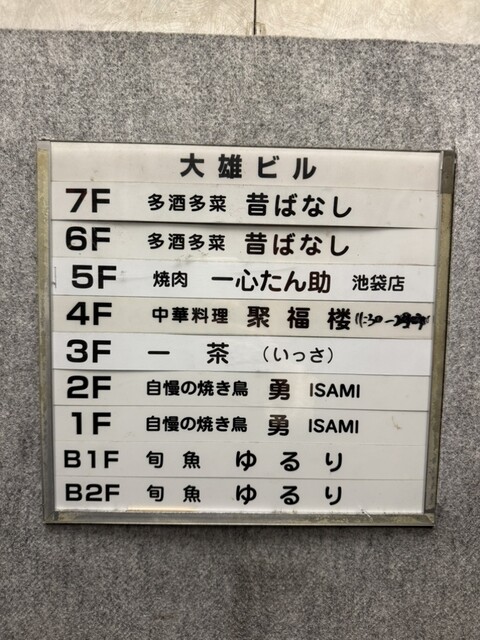 大雄ビル
7F 多酒多菜 昔ばなし
6F 多酒多菜 昔ばなし
5F 焼肉 一心たん助 池袋店
4F 中華料理 聚福楼 11:30-
3F 一茶 (いっさ)
2F 自慢の焼き鳥 勇 ISAMI
1F 自慢の焼き鳥 勇 ISAMI
B1F 旬魚 ゆるり
B2F 旬魚 ゆるり